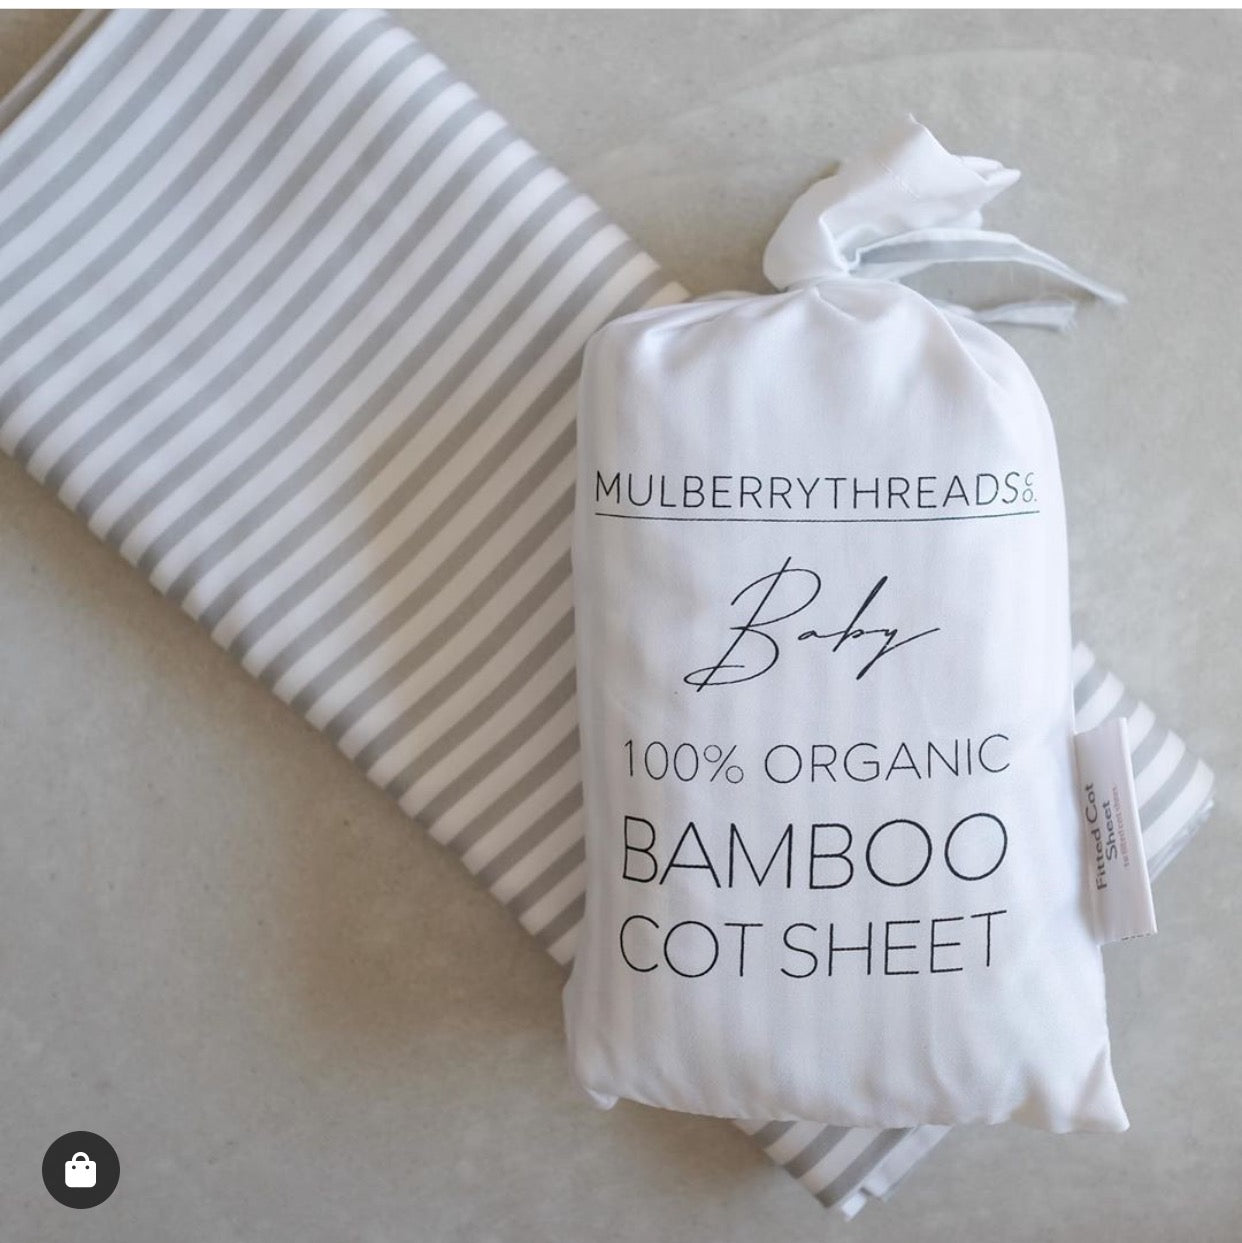 MULBERRYTHREADS CO.
Baby
100% ORGANIC
BAMBOO
COT SHEET
Fitted Cot
Sheet